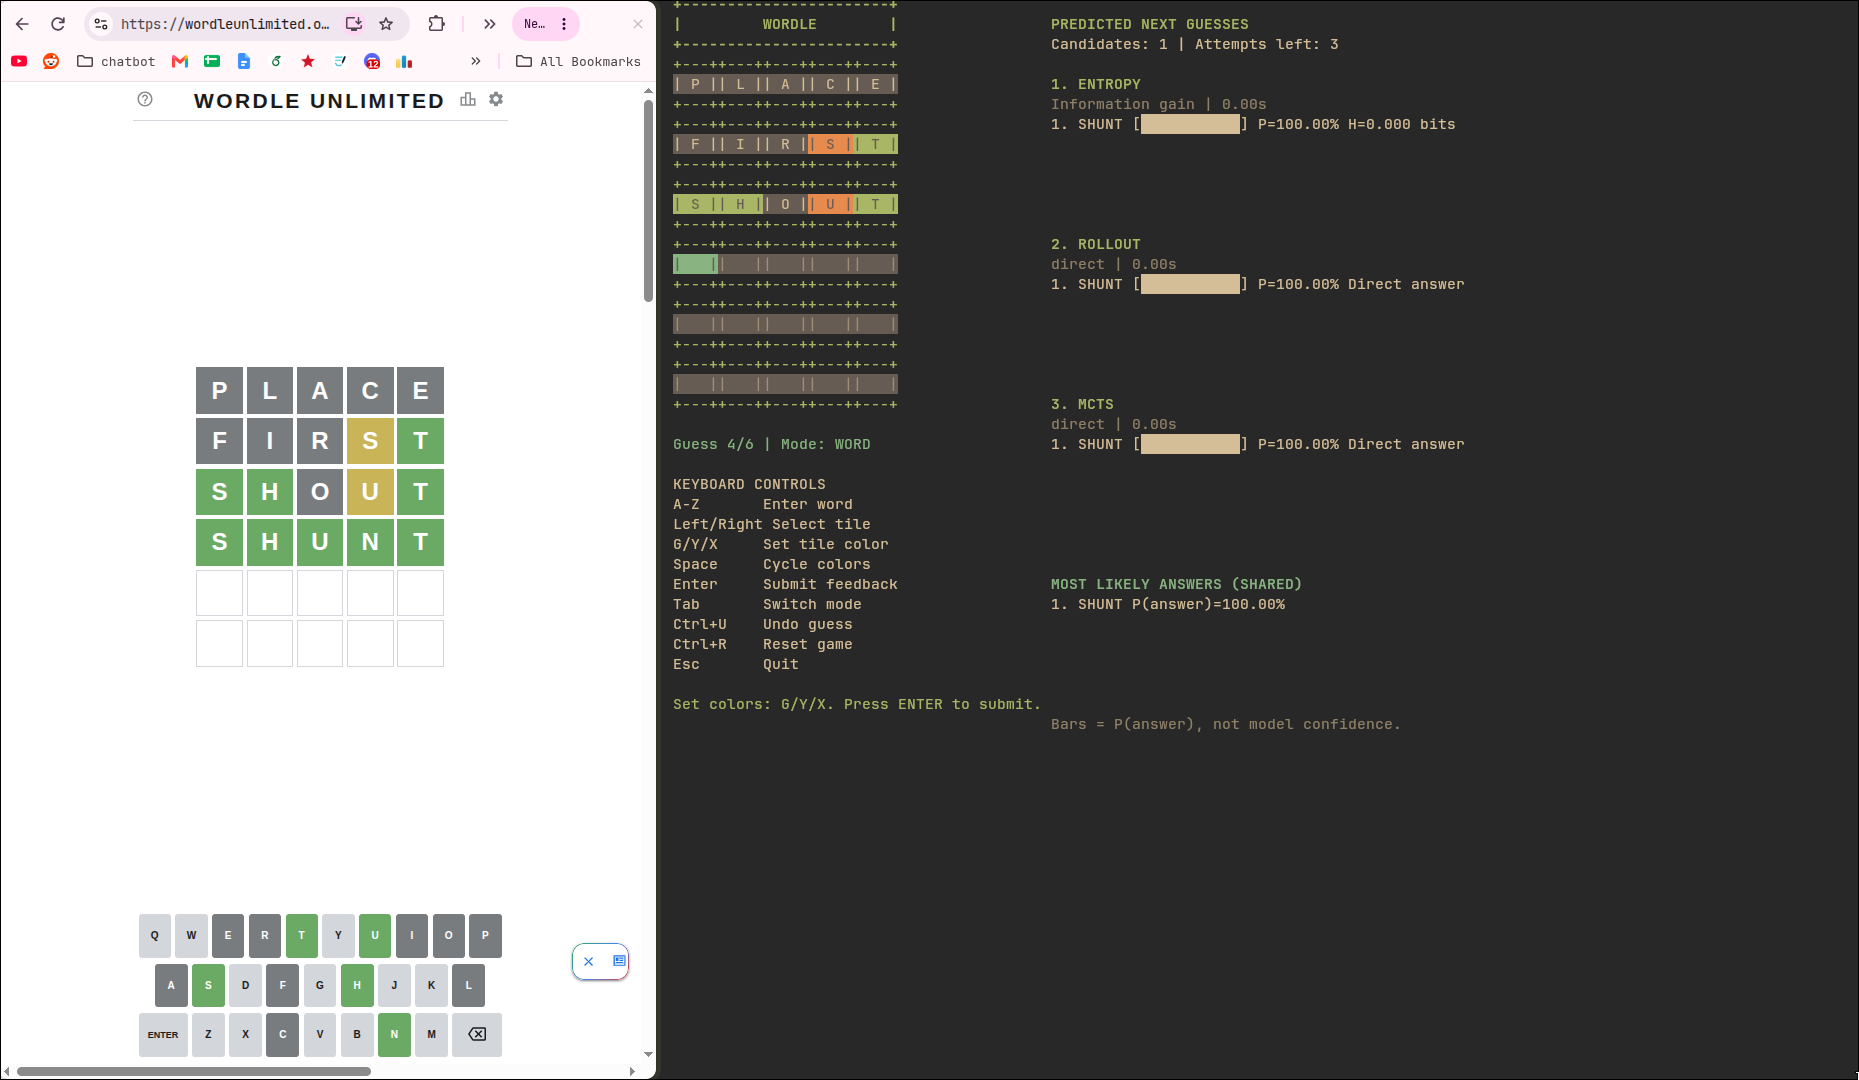 https://wordleunlimited.o...
Ne...
chatbot
12
All Bookmarks
WORDLE UNLIMITED
P L A C E
F I R S T
S H O U T
S H U N T
Q W E R T Y U I O P
A S D F G H J K L
ENTER Z X C V B N M
+------------------------+
| WORDLE |
+------------------------+
+---++---++---++---++---+
| P || L || A || C || E |
+---++---++---++---++---+
+---++---++---++---++---+
| F || I || R || S || T |
+---++---++---++---++---+
+---++---++---++---++---+
| S || H || O || U || T |
+---++---++---++---++---+
+---++---++---++---++---+
|   ||   ||   ||   ||   |
+---++---++---++---++---+
+---++---++---++---++---+
|   ||   ||   ||   ||   |
+---++---++---++---++---+
+---++---++---++---++---+
|   ||   ||   ||   ||   |
+---++---++---++---++---+
Guess 4/6 | Mode: WORD
KEYBOARD CONTROLS
A-Z Enter word
Left/Right Select tile
G/Y/X Set tile color
Space Cycle colors
Enter Submit feedback
Tab Switch mode
Ctrl+U Undo guess
Ctrl+R Reset game
Esc Quit
Set colors: G/Y/X. Press ENTER to submit.
PREDICTED NEXT GUESSES
Candidates: 1 | Attempts left: 3
1. ENTROPY
Information gain | 0.00s
1. SHUNT [ ] P=100.00% H=0.000 bits
2. ROLLOUT
direct | 0.00s
1. SHUNT [ ] P=100.00% Direct answer
3. MCTS
direct | 0.00s
1. SHUNT [ ] P=100.00% Direct answer
MOST LIKELY ANSWERS (SHARED)
1. SHUNT P(answer)=100.00%
Bars = P(answer), not model confidence.